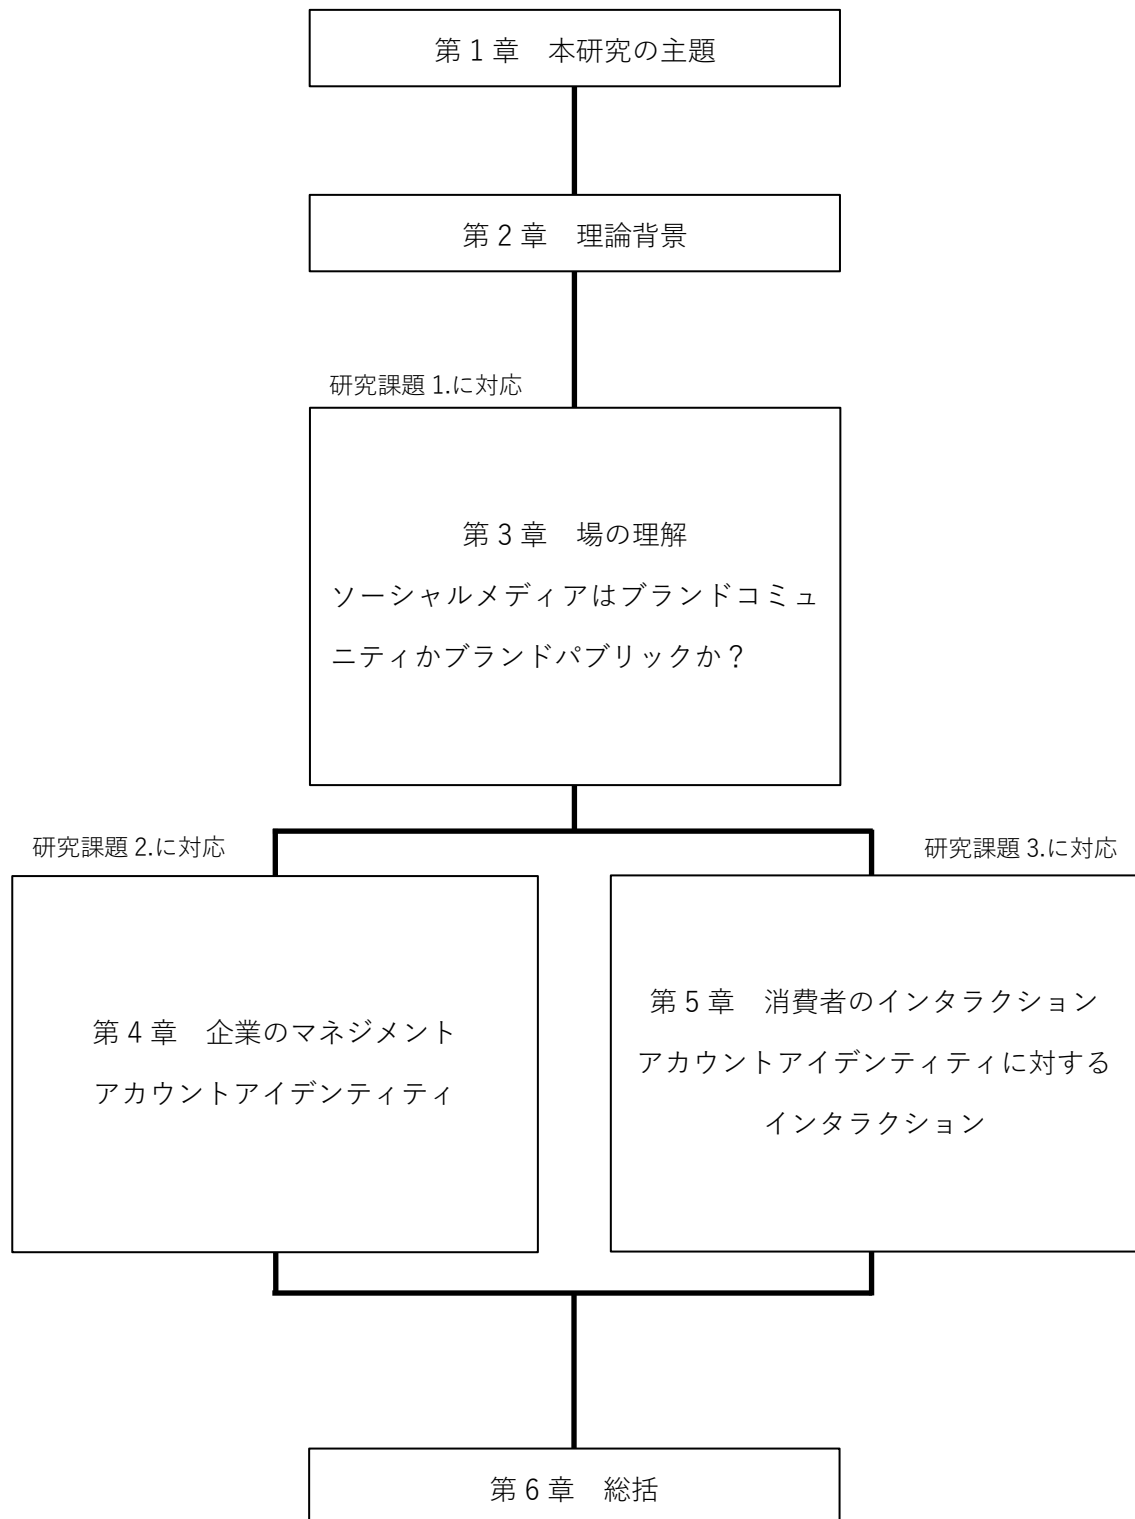 第1章　本研究の主題
第2章　理論背景
研究課題1.に対応
第3章　場の理解
ソーシャルメディアはブランドコミュ
ニティかブランドパブリックか？
研究課題2.に対応
第4章　企業のマネジメント
アカウントアイデンティティ
研究課題3.に対応
第5章　消費者のインタラクション
アカウントアイデンティティに対する
インタラクション
第6章　総括